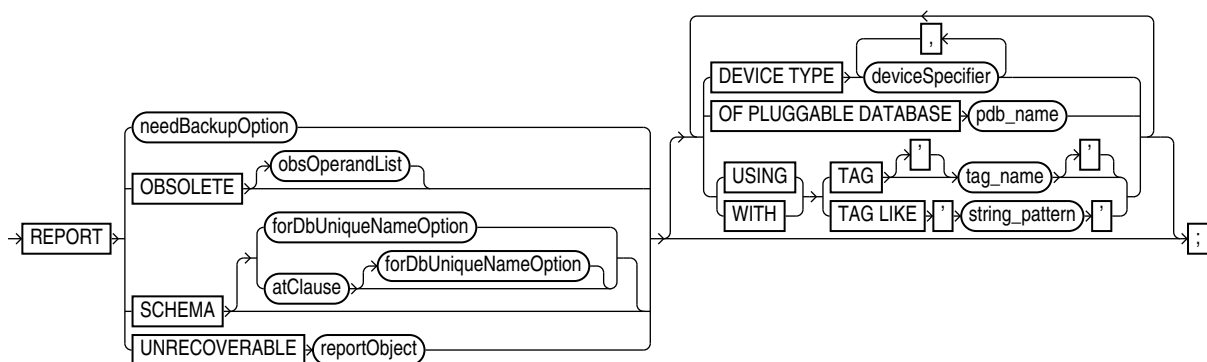 REPORT
needBackupOption
OBSOLETE obsOperandList
SCHEMA forDbUniqueNameOption
atClause forDbUniqueNameOption
UNRECOVERABLE reportObject
,
DEVICE TYPE deviceSpecifier
OF PLUGGABLE DATABASE pdb_name
USING
WITH
TAG ’ tag_name ’
TAG LIKE ’ string_pattern ’
;